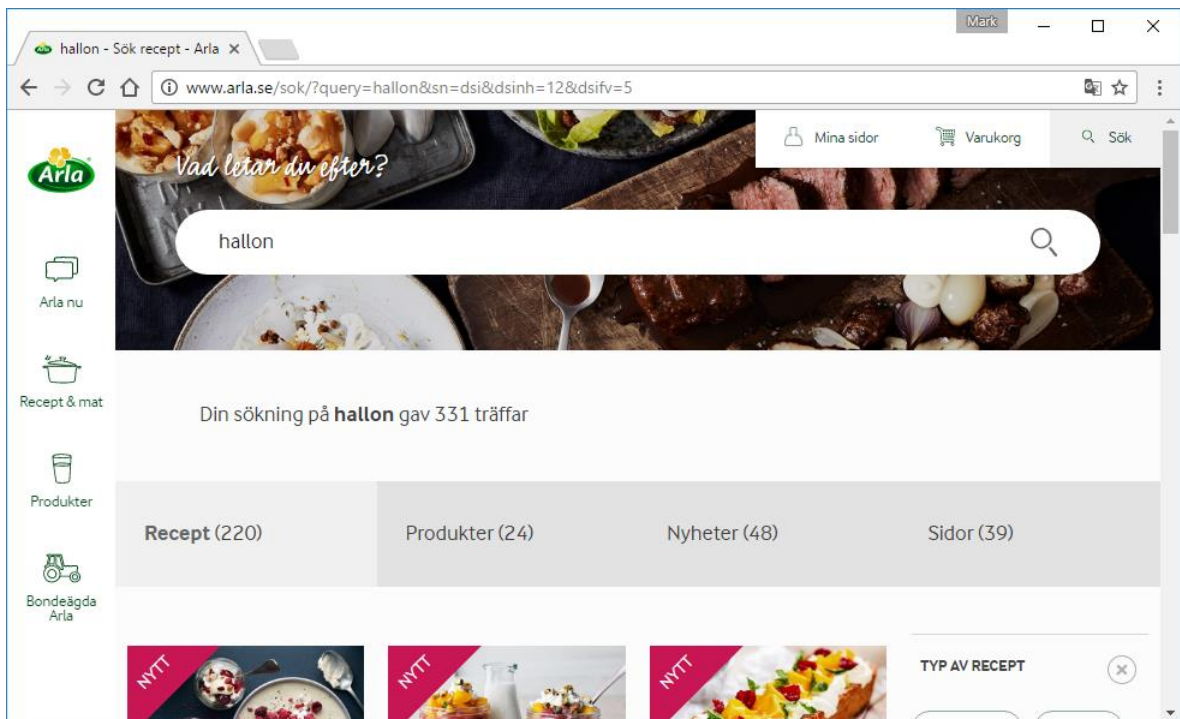 Mark
hallon - Sök recept - Arla
www.arla.se/sok/?query=hallon&sn=dsi&dsinh=12&dsifv=5
Mina sidor
Varukorg
Sök
Arla
Vad letar du efter?
hallon
Arla nu
Recept & mat
Din sökning på hallon gav 331 träffar
Produkter
Recept (220)
Produkter (24)
Nyheter (48)
Sidor (39)
Bondeägda
Arla
NYTT
NYTT
NYTT
TYP AV RECEPT